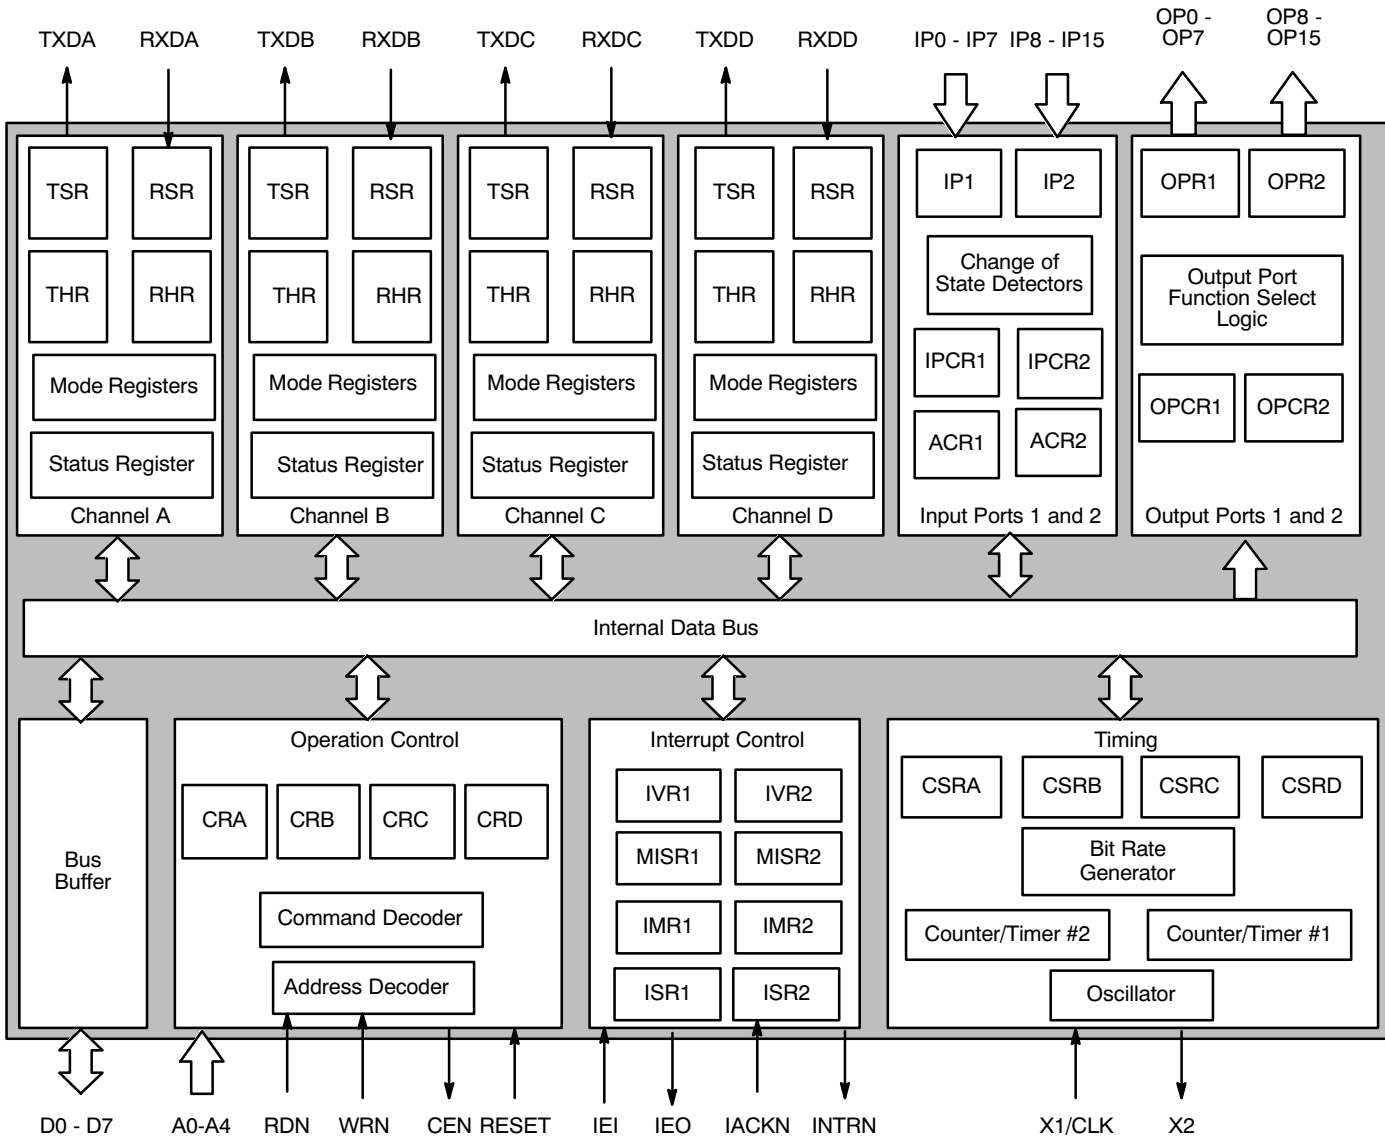 TXDA RXDA TXDB RXDB TXDC RXDC TXDD RXDD IP0 - IP7 IP8 - IP15
OP0 -
OP7
OP8 -
OP15
TSR RSR
THR RHR
Mode Registers
Status Register
Channel A
TSR RSR
THR RHR
Mode Registers
Status Register
Channel B
TSR RSR
THR RHR
Mode Registers
Status Register
Channel C
TSR RSR
THR RHR
Mode Registers
Status Register
Channel D
IP1 IP2
Change of
State Detectors
IPCR1 IPCR2
ACR1 ACR2
Input Ports 1 and 2
OPR1 OPR2
Output Port
Function Select
Logic
OPCR1 OPCR2
Output Ports 1 and 2
Internal Data Bus
Bus
Buffer
Operation Control
CRA CRB CRC CRD
Command Decoder
Address Decoder
Interrupt Control
IVR1 IVR2
MISR1 MISR2
IMR1 IMR2
ISR1 ISR2
Timing
CSRA CSRB CSRC CSRD
Bit Rate
Generator
Counter/Timer #2 Counter/Timer #1
Oscillator
D0 - D7 A0-A4 RDN WRN CEN RESET IEI IEO IACKN INTRN X1/CLK X2